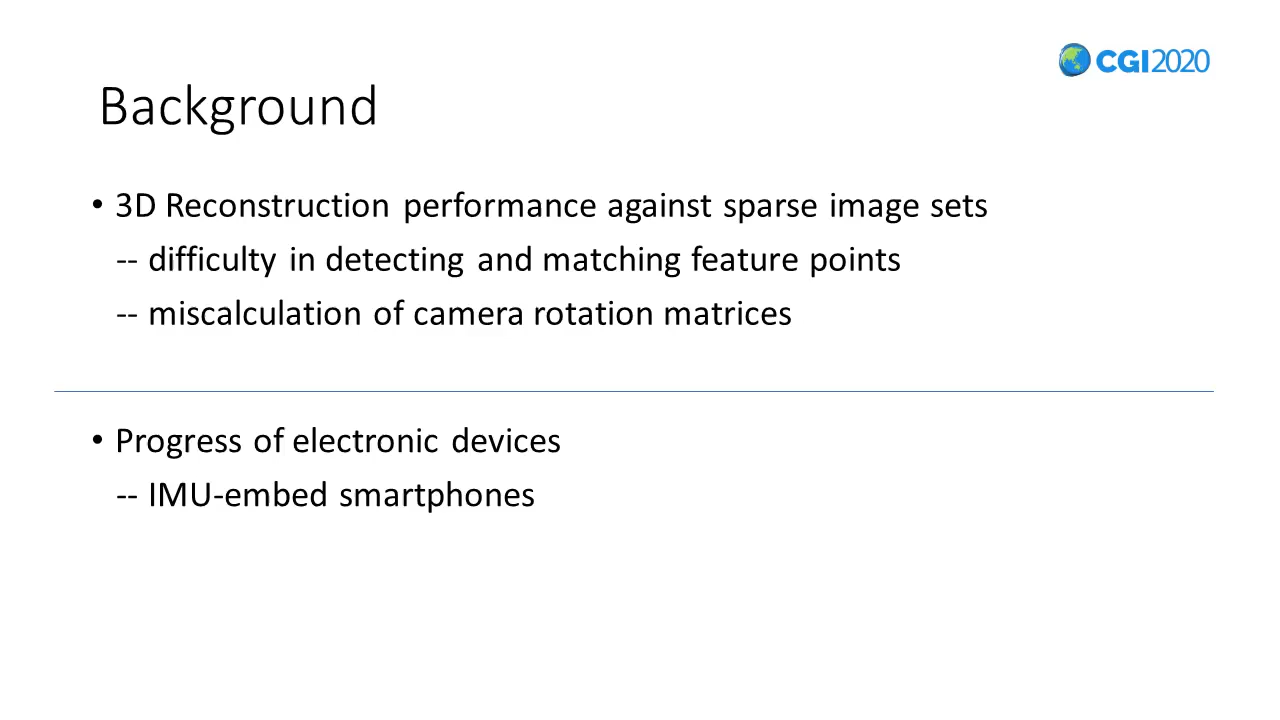 CGI2020
Background
• 3D Reconstruction performance against sparse image sets
-- difficulty in detecting and matching feature points
-- miscalculation of camera rotation matrices
• Progress of electronic devices
-- IMU-embed smartphones